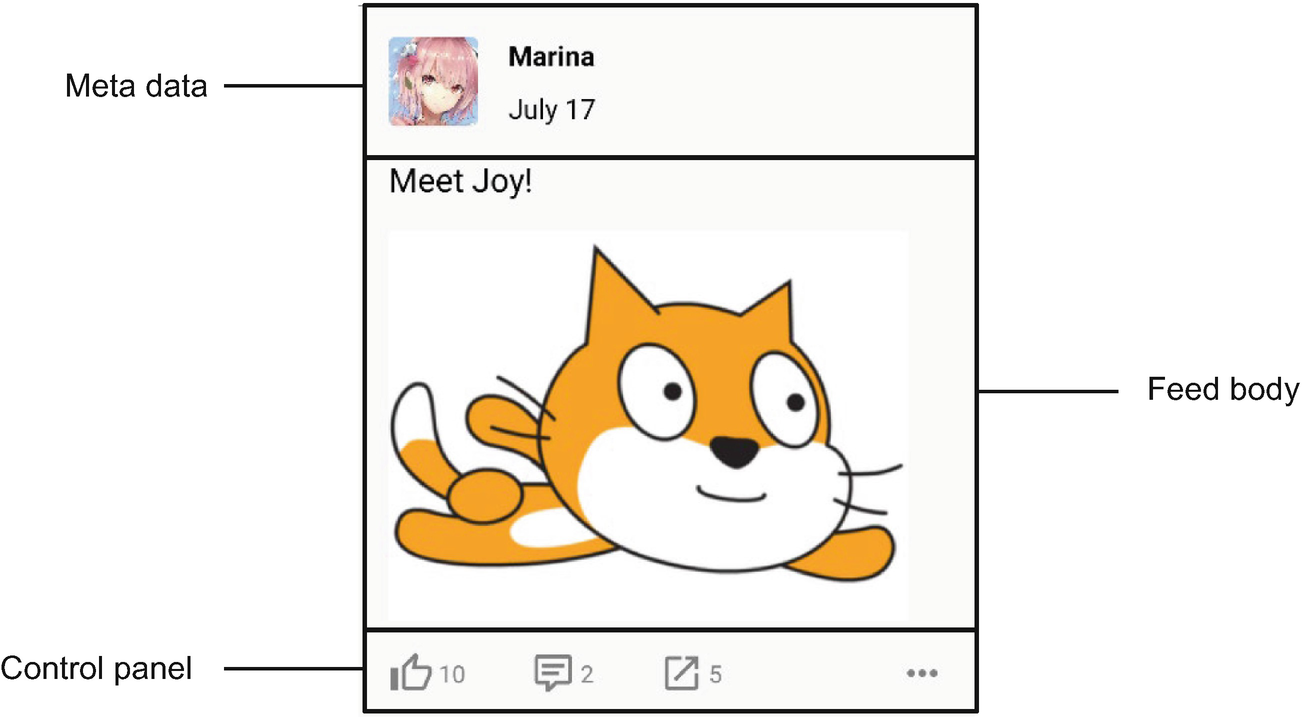 Meta data
Marina
July 17
Meet Joy!
Feed body
Control panel
10 2 5